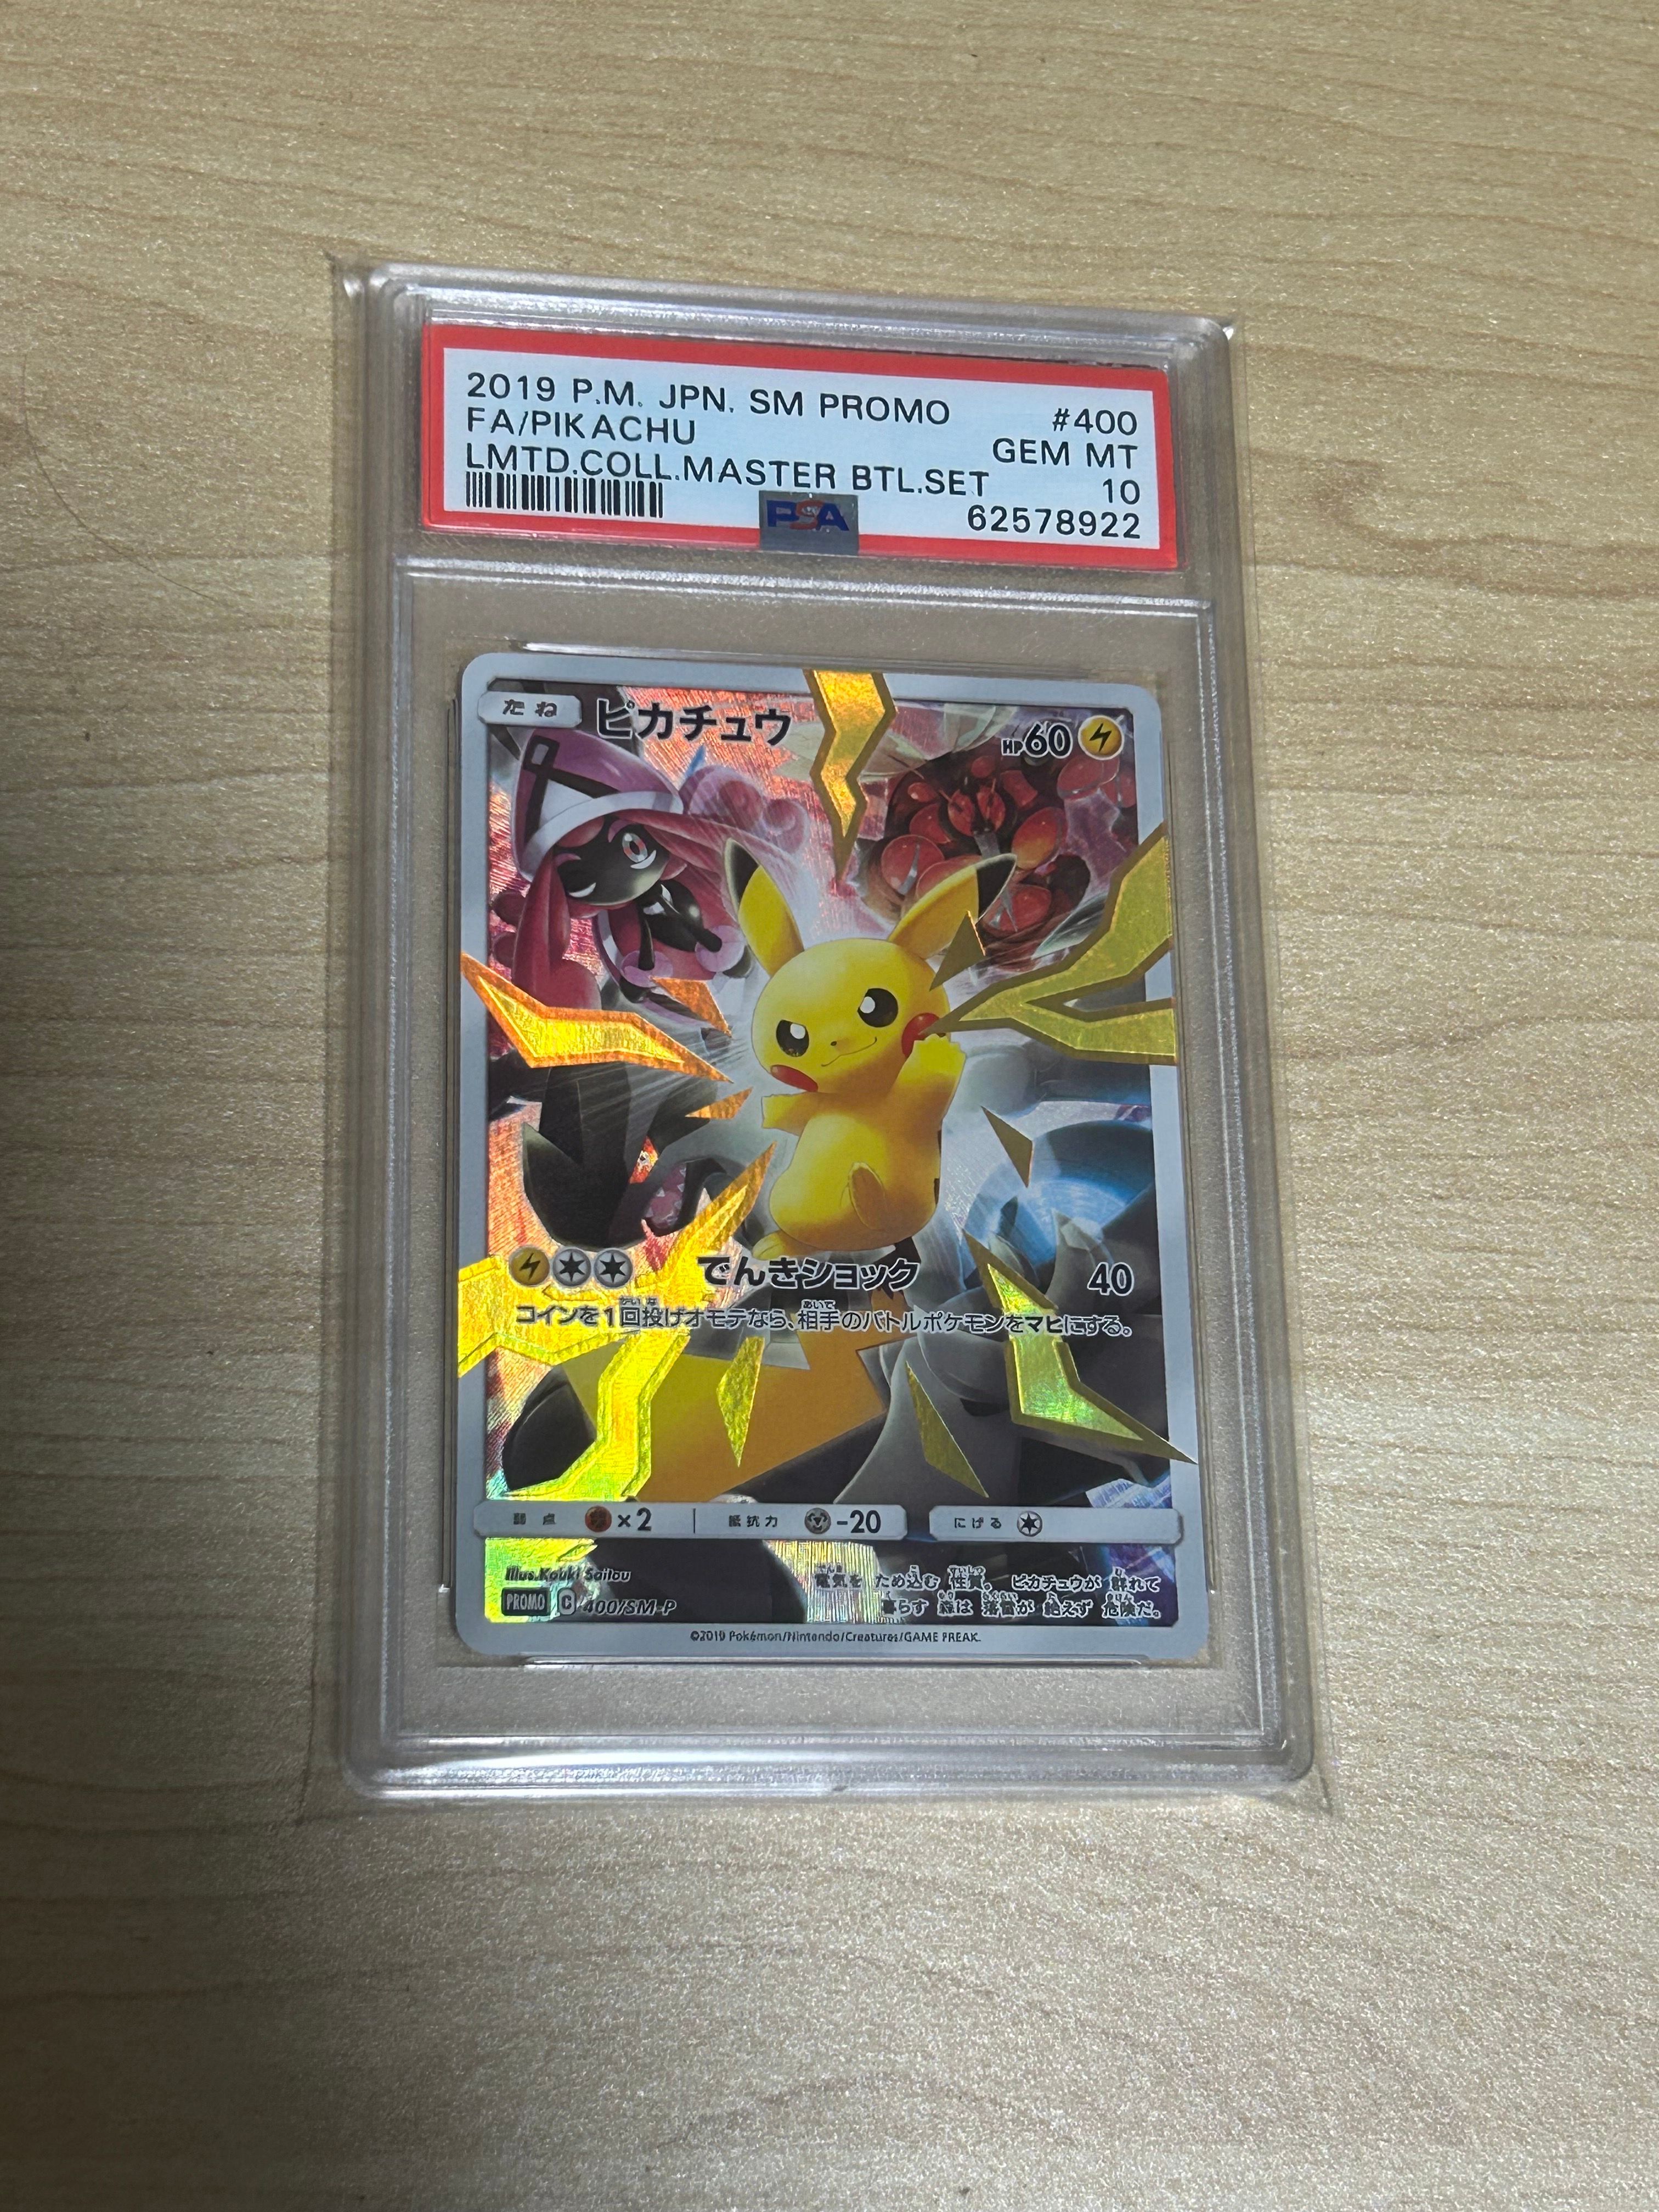 2019 P.M. JPN. SM PROMO #400
FA/PIKACHU GEM MT
LMTD.COLL.MASTER BTL.SET 10
PSA 62578922
たね ピカチュウ HP60
でんきショック 40
コインを1回投げオモテなら、相手のバトルポケモンをマヒにする。
弱点 ×2 抵抗力 -20 にげる
Illus.Kouki Saitou
電気を ため込む 性質。 ピカチュウが 群れて
暮らす 森は 落雷が 絶えず 危険だ。
PROMO C 400/SM-P
©2019 Pokémon/Nintendo/Creatures/GAME FREAK.